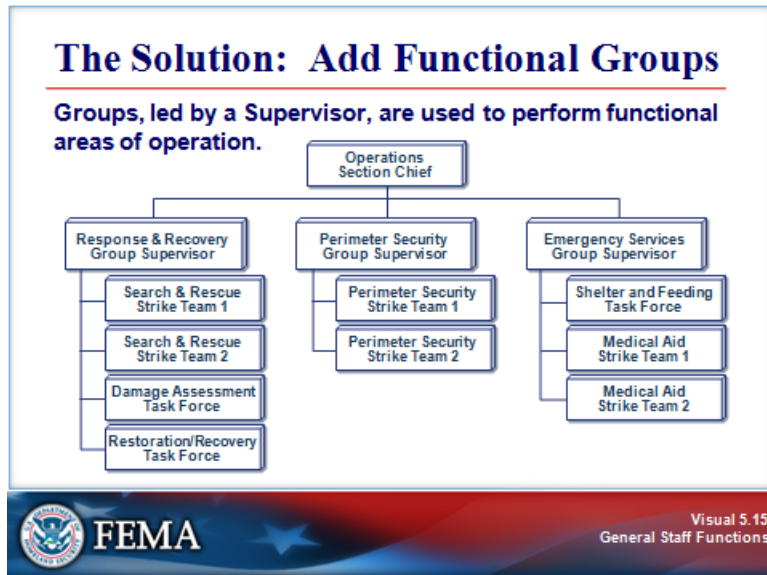 The Solution:  Add Functional Groups
Groups, led by a Supervisor, are used to perform functional
areas of operation.
Operations
Section Chief
Response & Recovery
Group Supervisor
Search & Rescue
Strike Team 1
Search & Rescue
Strike Team 2
Damage Assessment
Task Force
Restoration/Recovery
Task Force
Perimeter Security
Group Supervisor
Perimeter Security
Strike Team 1
Perimeter Security
Strike Team 2
Emergency Services
Group Supervisor
Shelter and Feeding
Task Force
Medical Aid
Strike Team 1
Medical Aid
Strike Team 2
FEMA
Visual 5.15
General Staff Functions